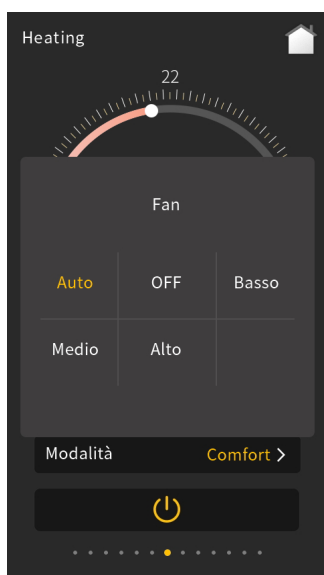 Heating
22
Fan
Auto OFF Basso
Medio Alto
Modalità Comfort